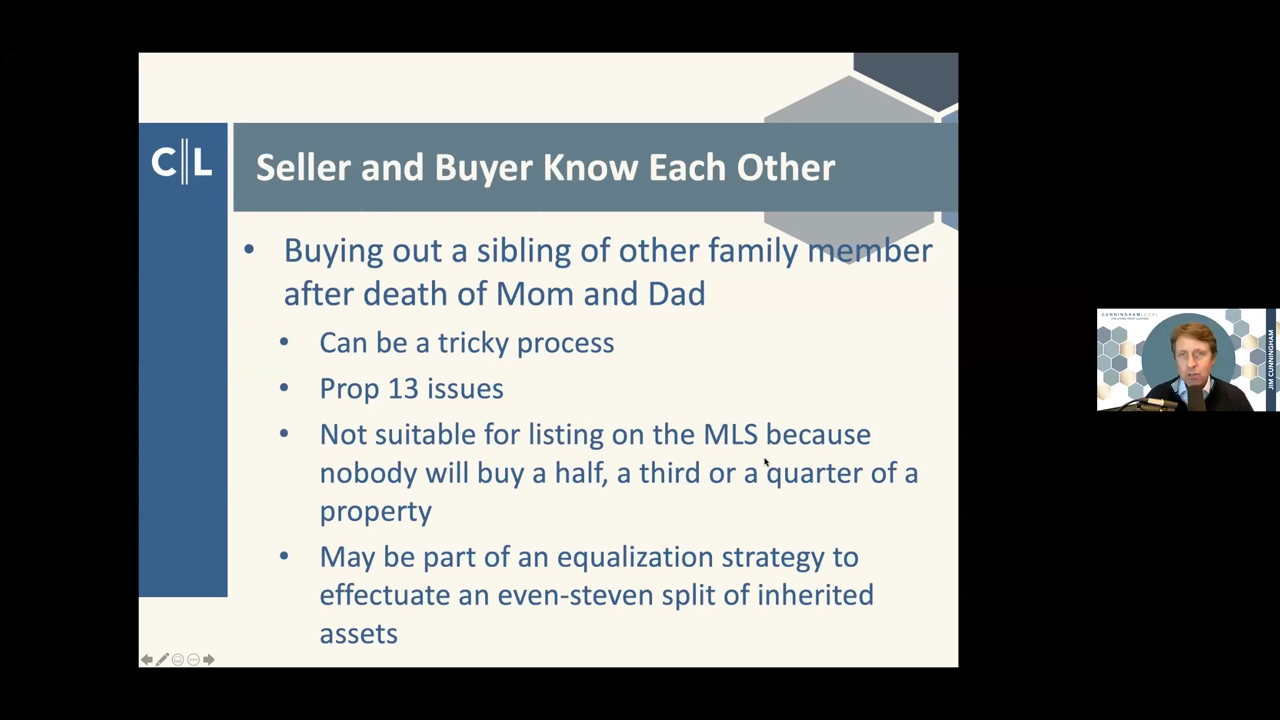 C L
Seller and Buyer Know Each Other
• Buying out a sibling of other family member
after death of Mom and Dad
• Can be a tricky process
• Prop 13 issues
• Not suitable for listing on the MLS because
nobody will buy a half, a third or a quarter of a
property
• May be part of an equalization strategy to
effectuate an even-steven split of inherited
assets
CUNNINGHAMLEGAL
JIM CUNNINGHAM